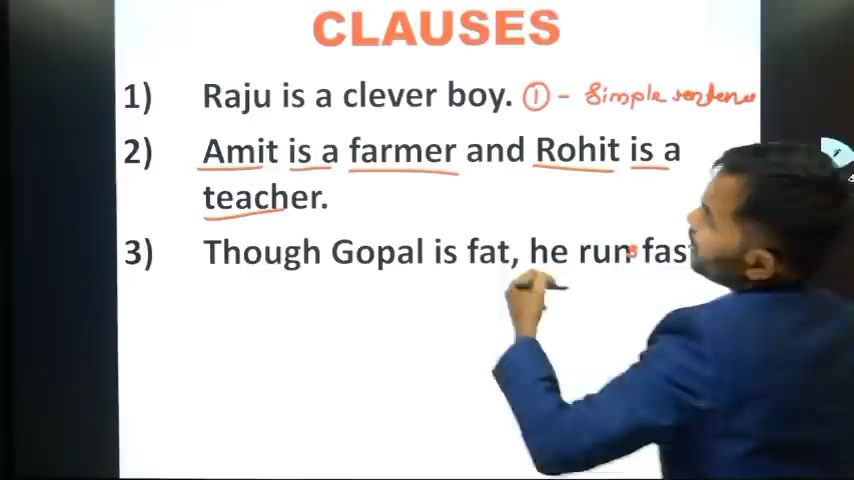 CLAUSES
1) Raju is a clever boy. ① - Simple sentence
2) Amit is a farmer and Rohit is a
teacher.
3) Though Gopal is fat, he runs fas